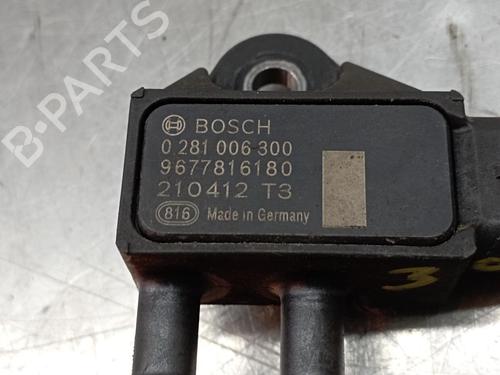 B-PARTS
BOSCH
0 281 006-300
9677816180
210412 T3
816 Made in Germany